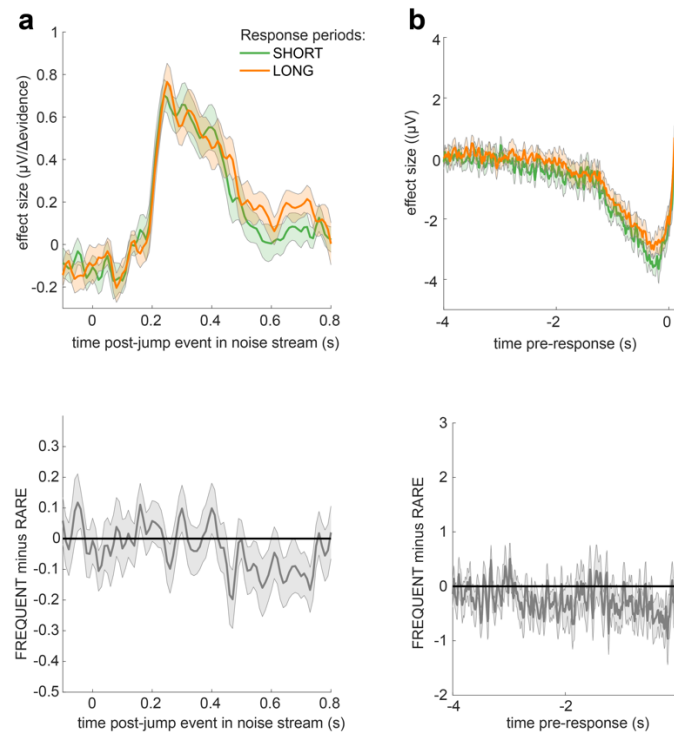 a
Response periods:
SHORT
LONG
effect size (µV/Δevidence)
1
0.8
0.6
0.4
0.2
0
-0.2
0 0.2 0.4 0.6 0.8
time post-jump event in noise stream (s)
b
effect size ((µV)
4
2
0
-2
-4
-4 -2 0
time pre-response (s)
FREQUENT minus RARE
0.3
0.2
0.1
0
-0.1
-0.2
-0.3
-0.4
-0.5
0 0.2 0.4 0.6 0.8
time post-jump event in noise stream (s)
FREQUENT minus RARE
3
2
1
0
-1
-2
-4 -2 0
time pre-response (s)